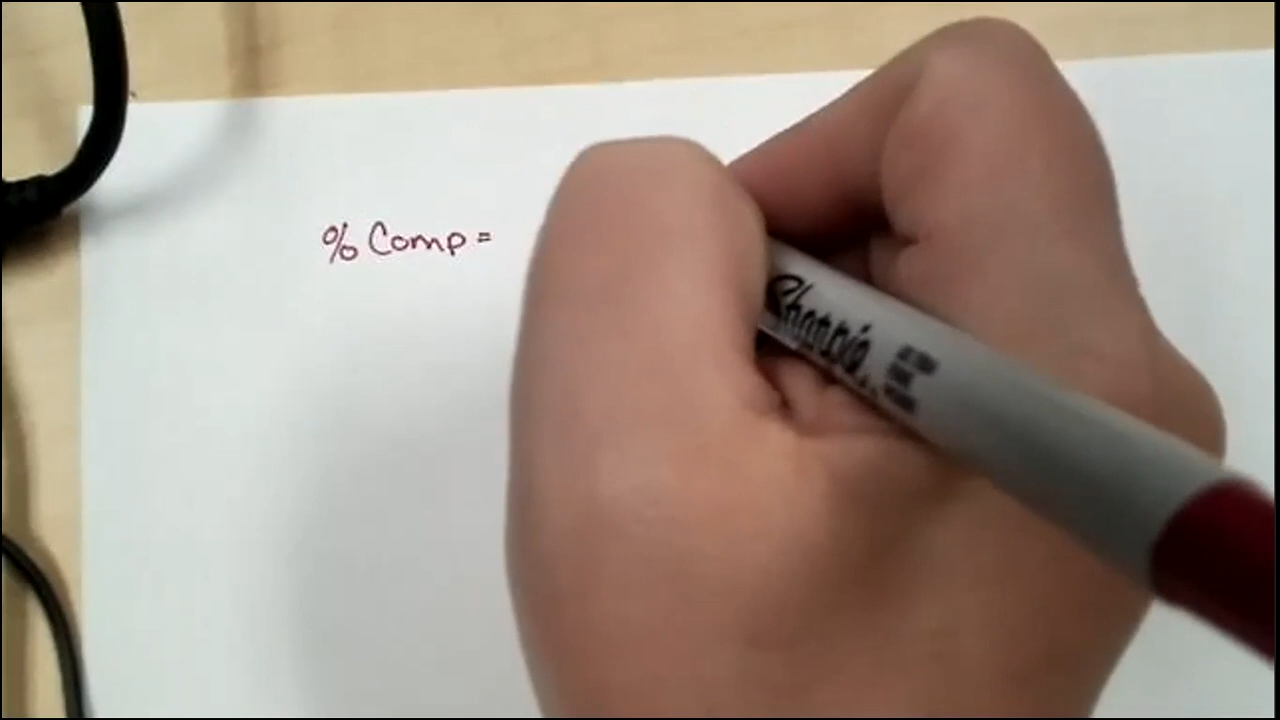 % Comp =
Sharpie